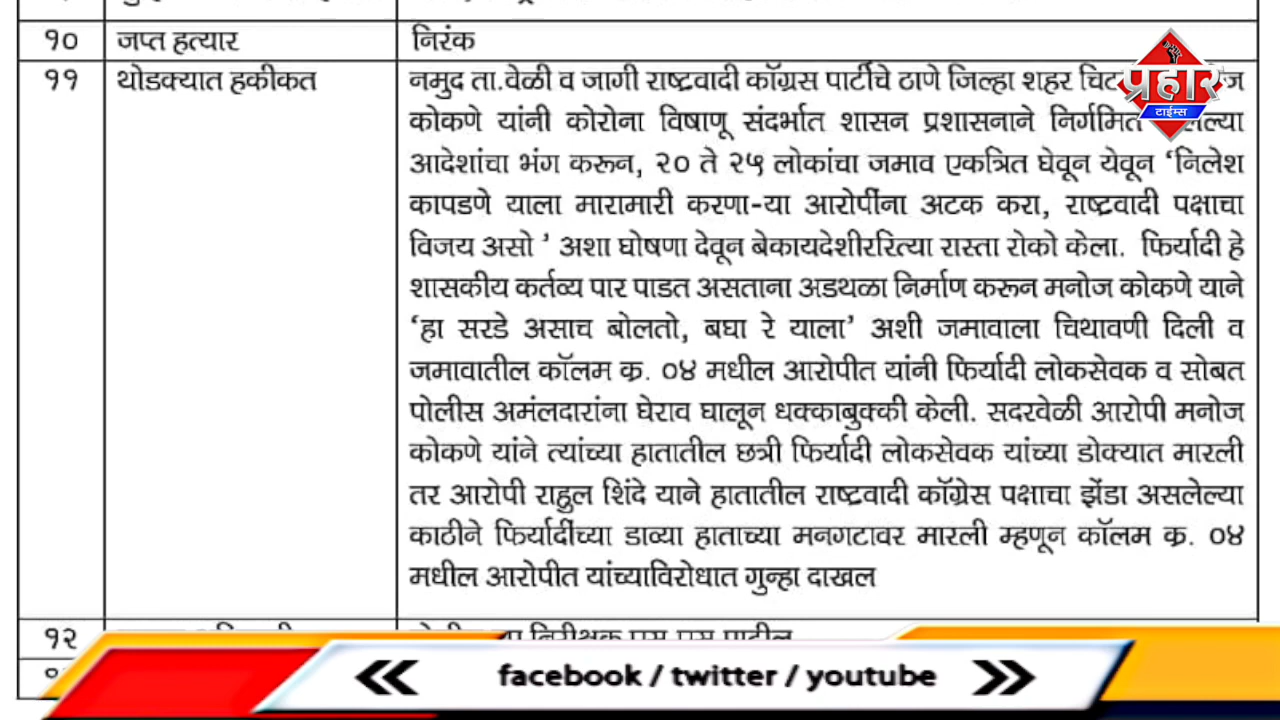 १० जप्त हत्यार निरंक
११ थोडक्यात हकीकत नमुद ता.वेळी व जागी राष्ट्रवादी कॉग्रस पार्टीचे ठाणे जिल्हा शहर
कोकणे यांनी कोरोना विषाणू संदर्भात शासन प्रशासनाने निर्गमित
आदेशांचा भंग करून, २० ते २५ लोकांचा जमाव एकत्रित घेवून येवून ‘निलेश
कापडणे याला मारामारी करणा-या आरोपींना अटक करा, राष्ट्रवादी पक्षाचा
विजय असो ’ अशा घोषणा देवून बेकायदेशीररित्या रास्ता रोको केला. फिर्यादी हे
शासकीय कर्तव्य पार पाडत असताना अडथळा निर्माण करून मनोज कोकणे याने
‘हा सरडे असाच बोलतो, बघा रे याला’ अशी जमावाला चिथावणी दिली व
जमावातील कॉलम क्र. ०४ मधील आरोपीत यांनी फिर्यादी लोकसेवक व सोबत
पोलीस अमंलदारांना घेराव घालून धक्काबुक्की केली. सदरवेळी आरोपी मनोज
कोकणे यांने त्यांच्या हातातील छत्री फिर्यादी लोकसेवक यांच्या डोक्यात मारली
तर आरोपी राहुल शिंदे याने हातातील राष्ट्रवादी कॉग्रेस पक्षाचा झेंडा असलेल्या
काठीने फिर्यादींच्या डाव्या हाताच्या मनगटावर मारली म्हणून कॉलम क्र. ०४
मधील आरोपीत यांच्याविरोधात गुन्हा दाखल
१२
प्रहार
टाईम्स
facebook / twitter / youtube